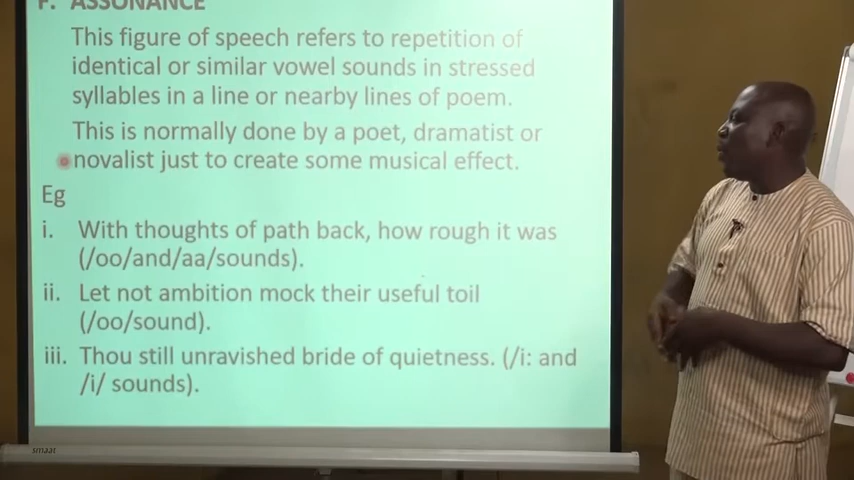 F. ASSONANCE
This figure of speech refers to repetition of
identical or similar vowel sounds in stressed
syllables in a line or nearby lines of poem.
This is normally done by a poet, dramatist or
novalist just to create some musical effect.
Eg
i. With thoughts of path back, how rough it was
(/oo/and/aa/sounds).
ii. Let not ambition mock their useful toil
(/oo/sound).
iii. Thou still unravished bride of quietness. (/i: and
/i/ sounds).
smaat